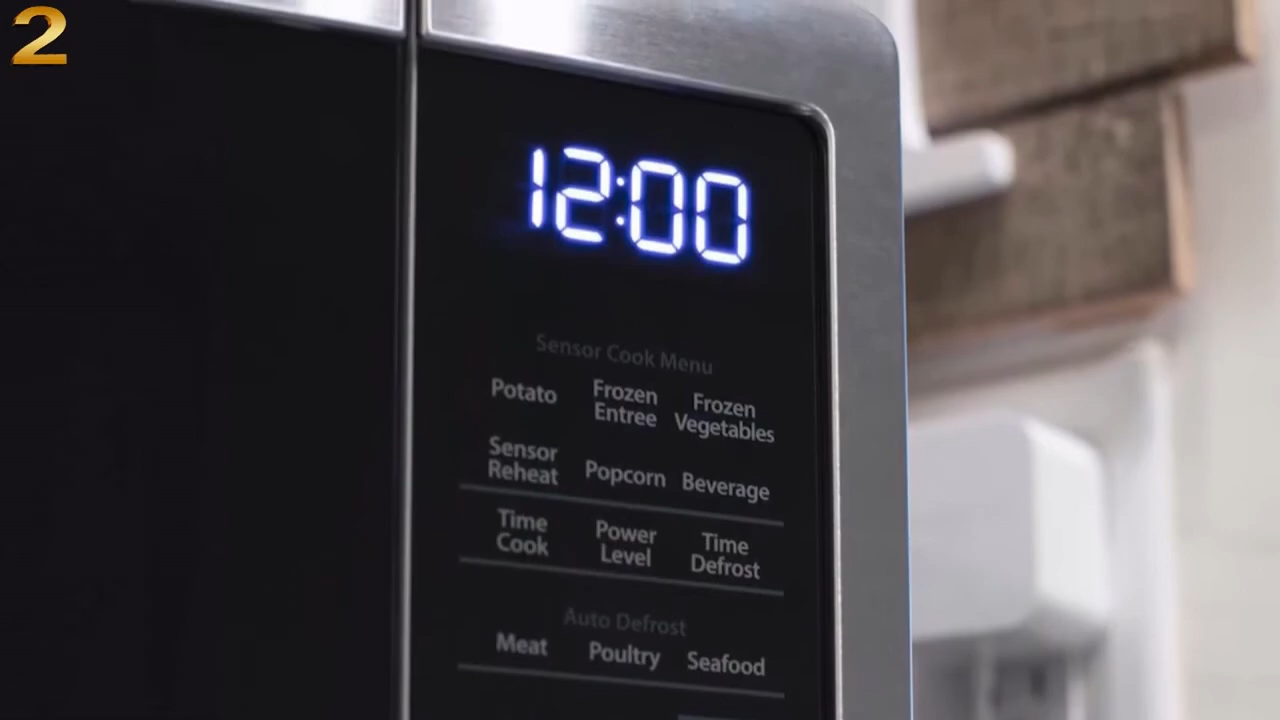 2
12:00
Sensor Cook Menu
Potato
Frozen
Entree
Frozen
Vegetables
Sensor
Reheat
Popcorn
Beverage
Time
Cook
Power
Level
Time
Defrost
Auto Defrost
Meat
Poultry
Seafood